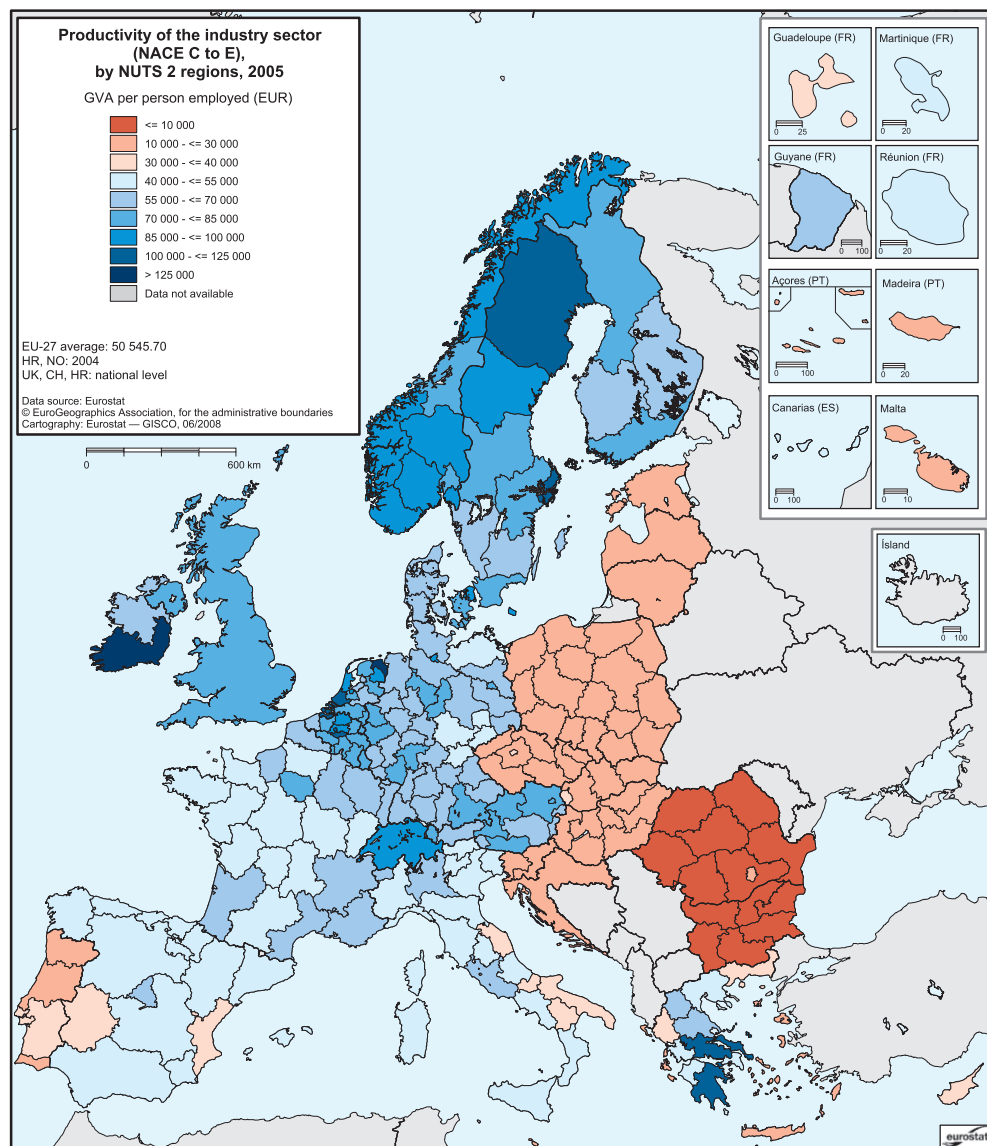 Productivity of the industry sector
(NACE C to E),
by NUTS 2 regions, 2005
GVA per person employed (EUR)
<= 10 000
10 000 - <= 30 000
30 000 - <= 40 000
40 000 - <= 55 000
55 000 - <= 70 000
70 000 - <= 85 000
85 000 - <= 100 000
100 000 - <= 125 000
> 125 000
Data not available
EU-27 average: 50 545.70
HR, NO: 2004
UK, CH, HR: national level
Data source: Eurostat
© EuroGeographics Association, for the administrative boundaries
Cartography: Eurostat — GISCO, 06/2008
0 600 km
Guadeloupe (FR)
0 25
Martinique (FR)
0 20
Guyane (FR)
0 100
Réunion (FR)
0 20
Açores (PT)
0 100
Madeira (PT)
0 20
Canarias (ES)
0 100
Malta
0 10
Ísland
0 100
eurostat